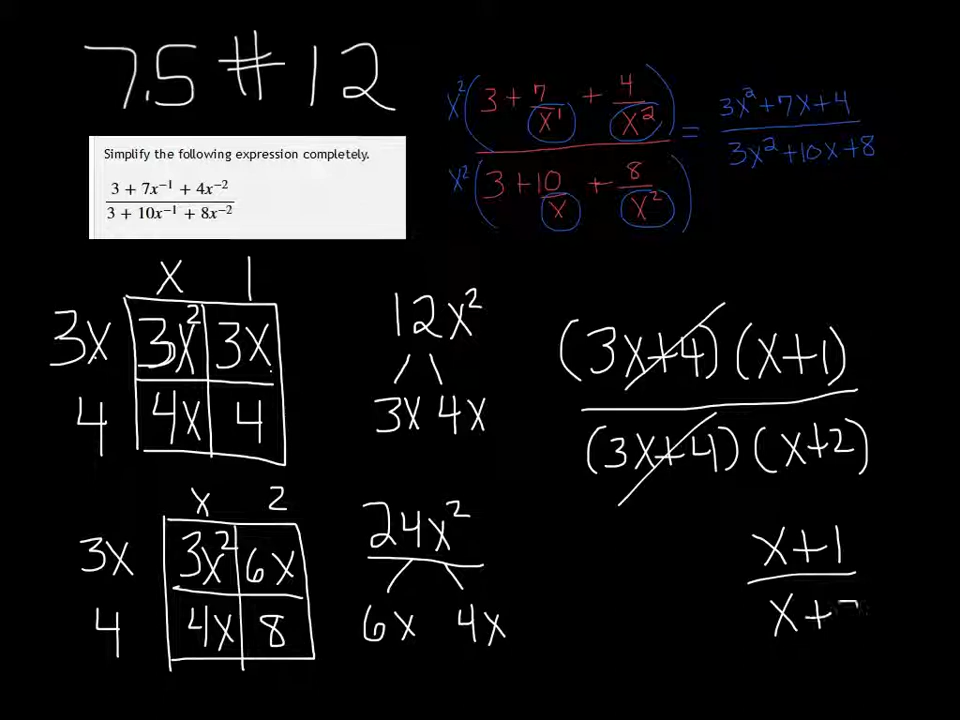 7.5 # 12
Simplify the following expression completely.
3 + 7x⁻¹ + 4x⁻²
3 + 10x⁻¹ + 8x⁻²
x²(3 + 7/x¹ + 4/x²)
x²(3 + 10/x + 8/x²)
=
3x² + 7x + 4
3x² + 10x + 8
x 1
3x 3x² 3x
4 4x 4
12x²
3x 4x
(3x+4) (x+1)
(3x+4) (x+2)
x 2
3x 3x² 6x
4 4x 8
24x²
6x 4x
x+1
x+